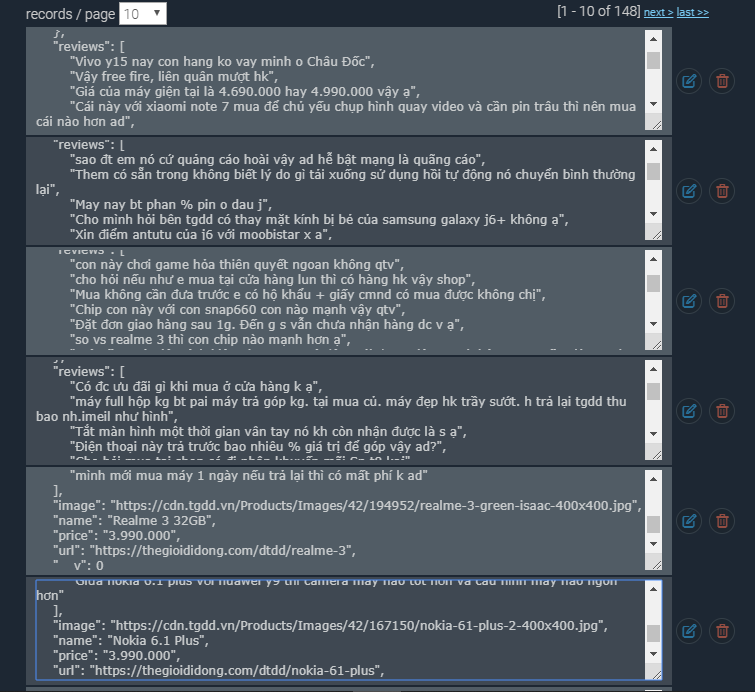 records / page 10 [1 - 10 of 148] next > last >>
},
"reviews": [
"Vivo y15 nay con hang ko vay minh o Châu Đốc",
"Vậy free fire, liên quân mượt hk",
"Giá của máy giện tại là 4.690.000 hay 4.990.000 vậy ạ",
"Cái này với xiaomi note 7 mua để chủ yếu chụp hình quay video và cần pin trâu thì nên mua
cái nào hơn ad",
"reviews": [
"sao đt em nó cứ quảng cáo hoài vậy ad hễ bật mạng là quãng cáo",
"Them có sẵn trong không biết lý do gì tải xuống sử dụng hồi tự động nó chuyển bình thường
lại",
"May nay bt phan % pin o dau j",
"Cho mình hỏi bên tgdd có thay mặt kính bị bé của samsung galaxy j6+ không ạ",
"Xin điểm antutu của j6 với moobistar x a",
"reviews": [
"con này chơi game hỏa thiên quyết ngoan không qtv",
"cho hỏi nếu như e mua tại cửa hàng lun thì có hàng hk vậy shop",
"Mua không cần đưa trước e có hộ khẩu + giấy cmnd có mua được không chị",
"Chip con này với con snap660 con nào mạnh vậy qtv",
"Đặt đơn giao hàng sau 1g. Đến g s vẫn chưa nhận hàng dc v ạ",
"so vs realme 3 thì con chip nào mạnh hơn ạ",
},
"reviews": [
"Có đc ưu đãi gì khi mua ở cửa hàng k ạ",
"máy full hộp kg bt pai máy trả góp kg. tại mua củ. máy đẹp hk trầy sướt. h trả lại tgdd thu
bao nh.imeil như hình",
"Tắt màn hình một thời gian vân tay nó kh còn nhận được là s ạ",
"Điện thoại này trả trước bao nhiêu % giá trị để góp vậy ad?",
"mình mới mua máy 1 ngày nếu trả lại thì có mất phí k ad"
],
"image": "https://cdn.tgdd.vn/Products/Images/42/194952/realme-3-green-isaac-400x400.jpg",
"name": "Realme 3 32GB",
"price": "3.990.000",
"url": "https://thegioididong.com/dtdd/realme-3",
"__v": 0
"Giữa nokia 6.1 plus với huawei y9 thì camera máy nào tốt hơn và cấu hình máy nào ngon
hơn"
],
"image": "https://cdn.tgdd.vn/Products/Images/42/167150/nokia-61-plus-2-400x400.jpg",
"name": "Nokia 6.1 Plus",
"price": "3.990.000",
"url": "https://thegioididong.com/dtdd/nokia-61-plus",